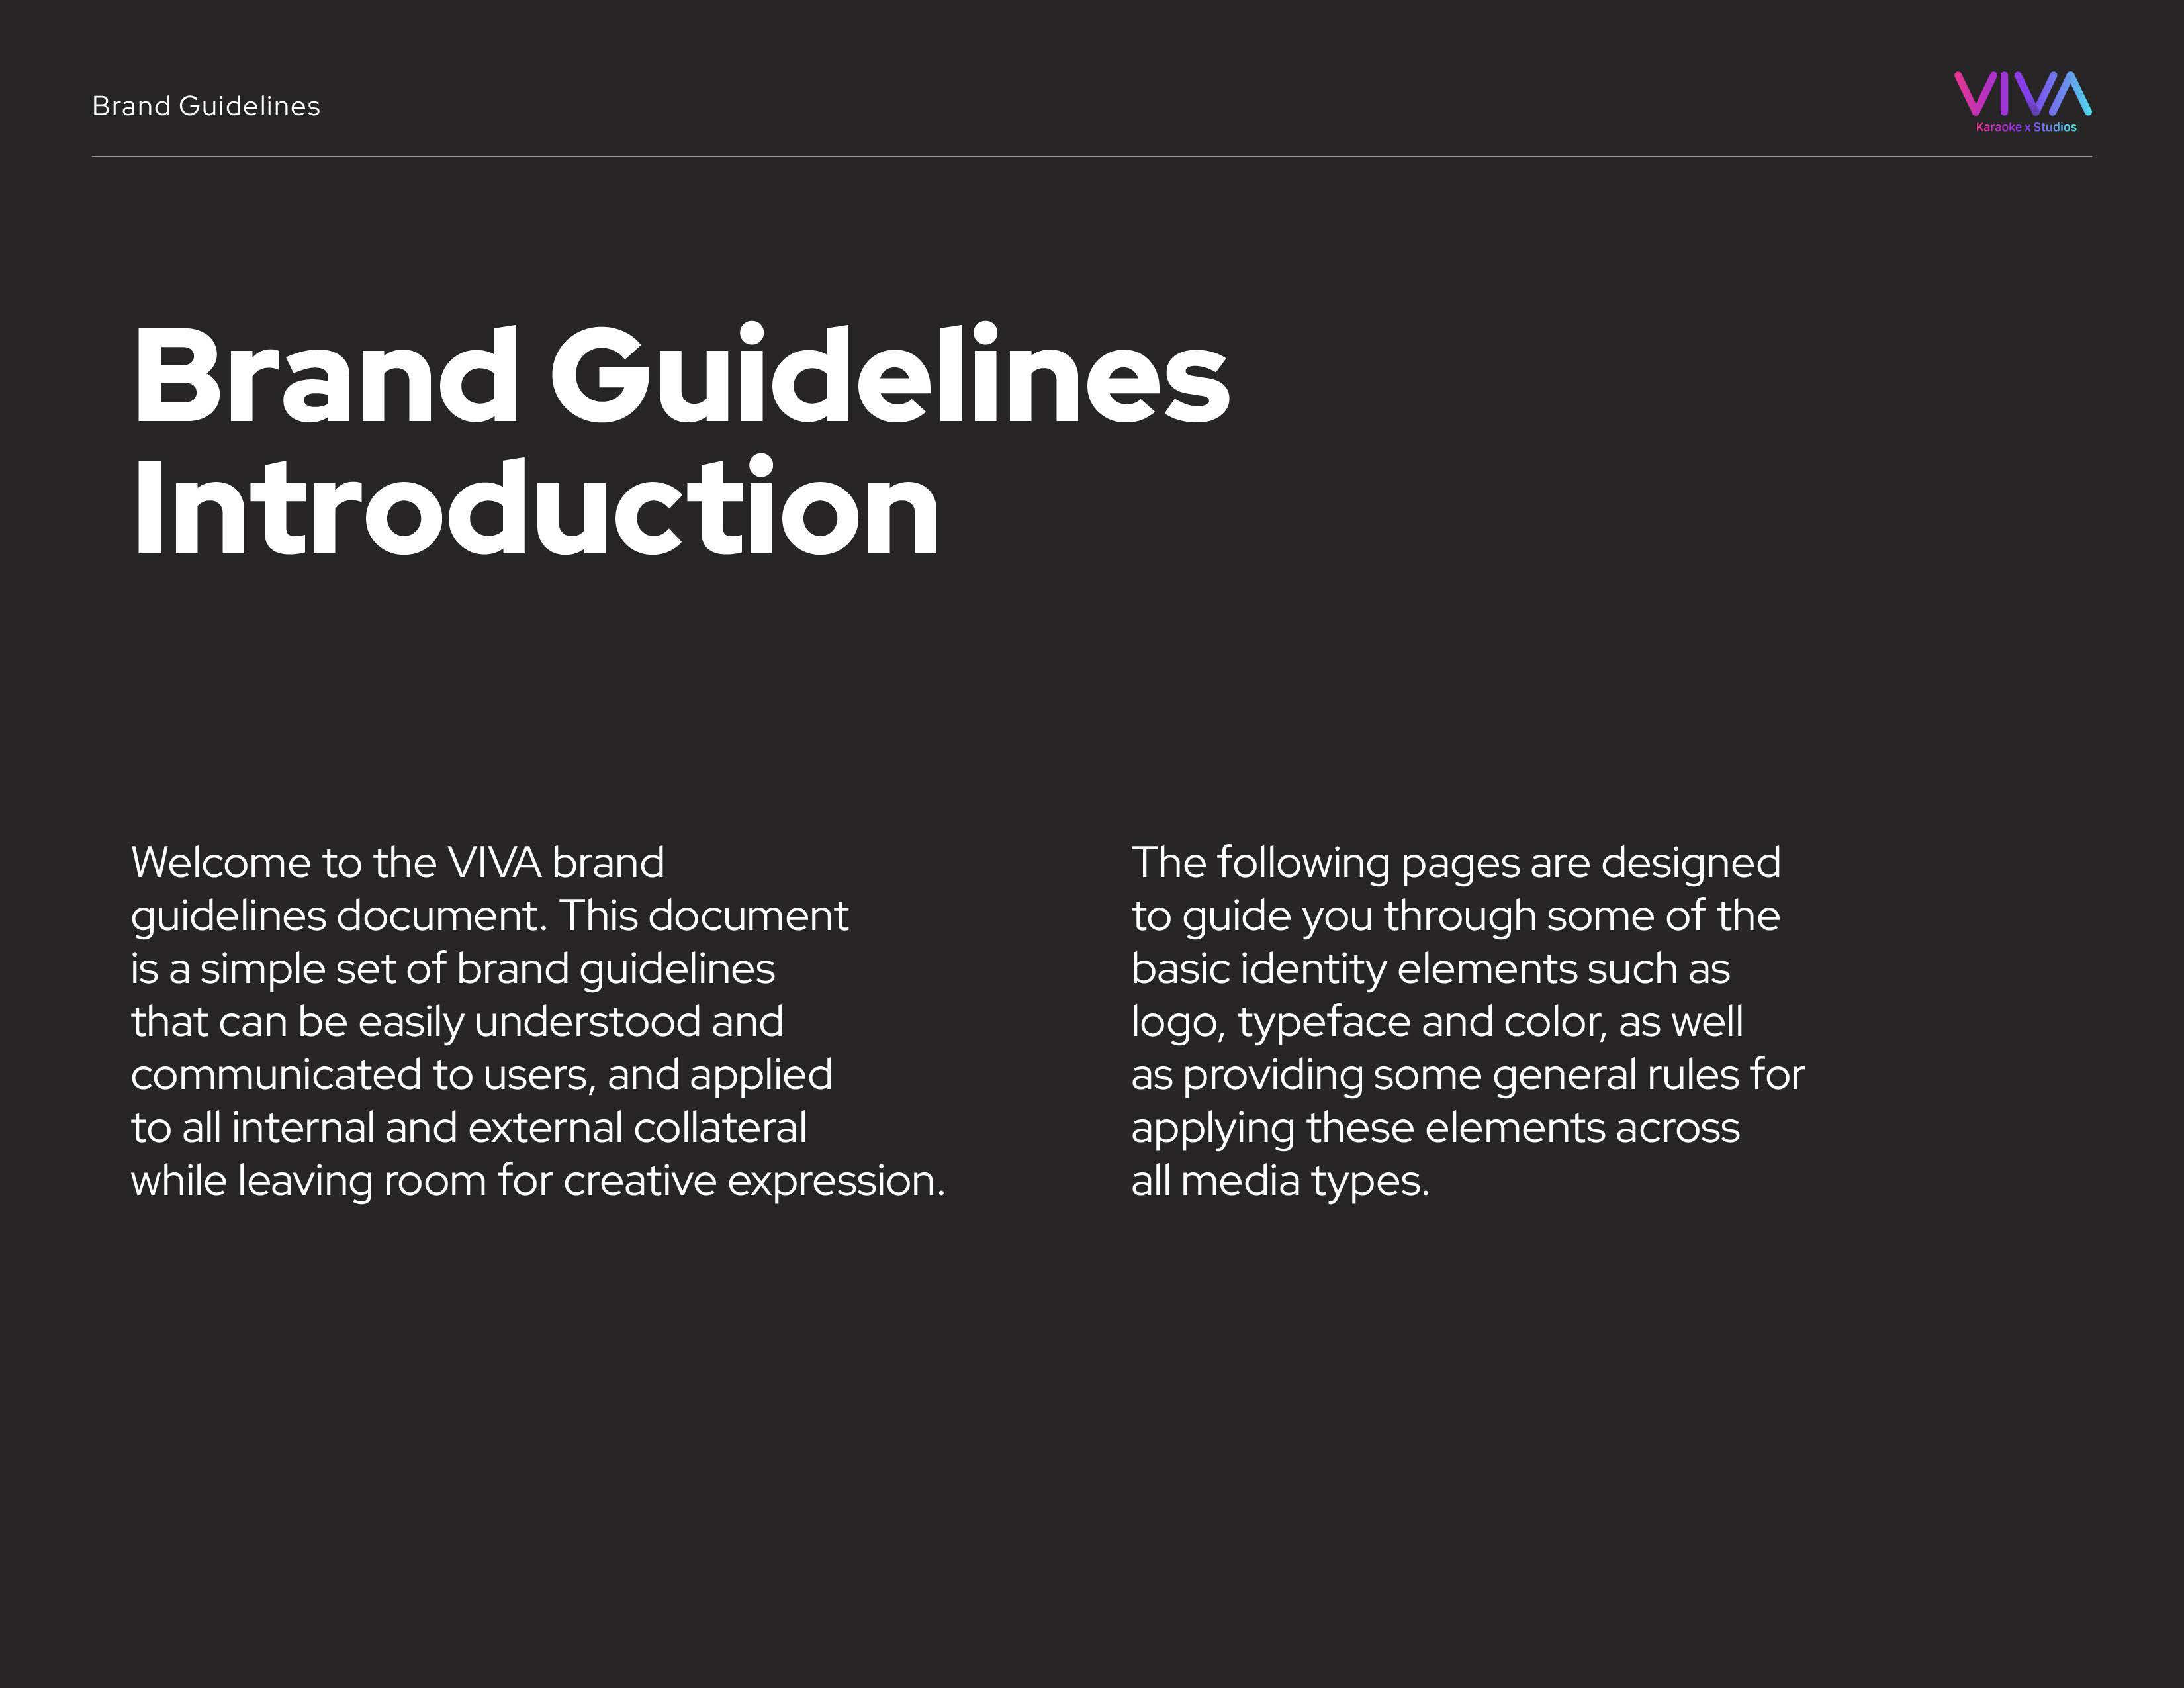 Brand Guidelines
VIVA
Karaoke x Studios
Brand Guidelines
Introduction
Welcome to the VIVA brand
guidelines document. This document
is a simple set of brand guidelines
that can be easily understood and
communicated to users, and applied
to all internal and external collateral
while leaving room for creative expression.
The following pages are designed
to guide you through some of the
basic identity elements such as
logo, typeface and color, as well
as providing some general rules for
applying these elements across
all media types.